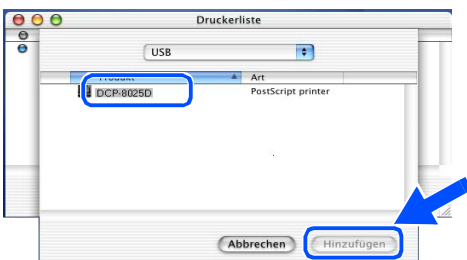 Druckerliste
USB
Produkt Art
DCP-8025D PostScript printer
Abbrechen Hinzufügen